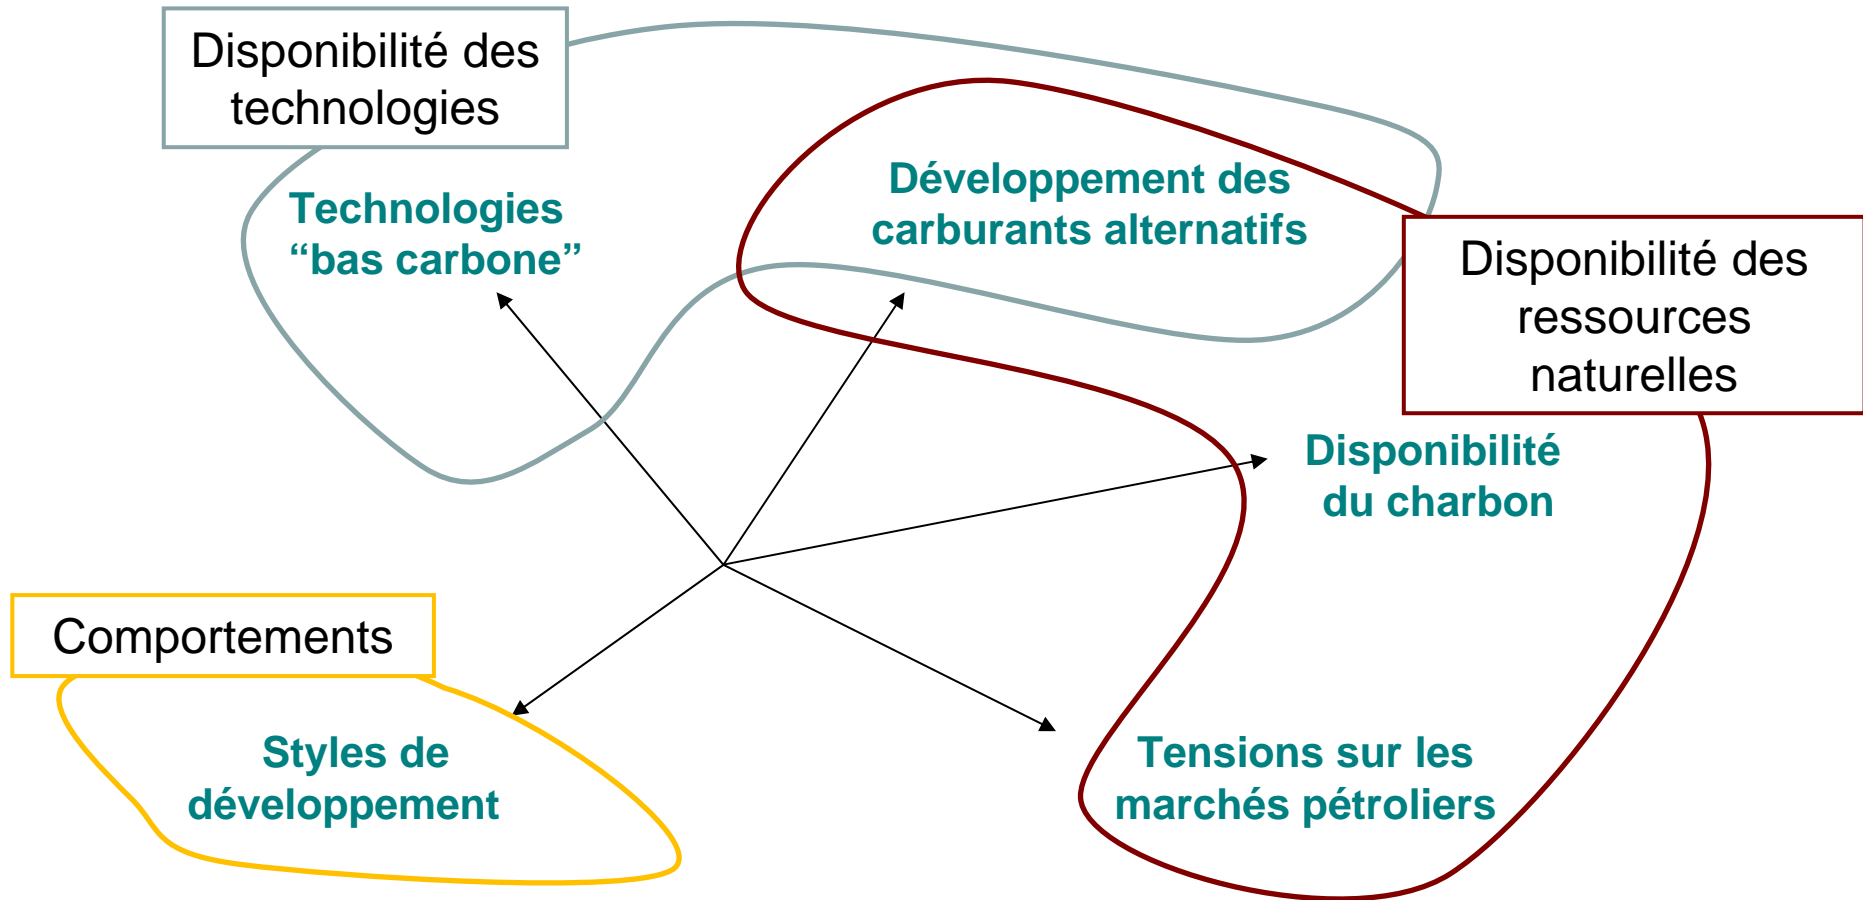 Disponibilité des
technologies
Technologies
“bas carbone”
Développement des
carburants alternatifs
Disponibilité des
ressources
naturelles
Disponibilité
du charbon
Comportements
Styles de
développement
Tensions sur les
marchés pétroliers